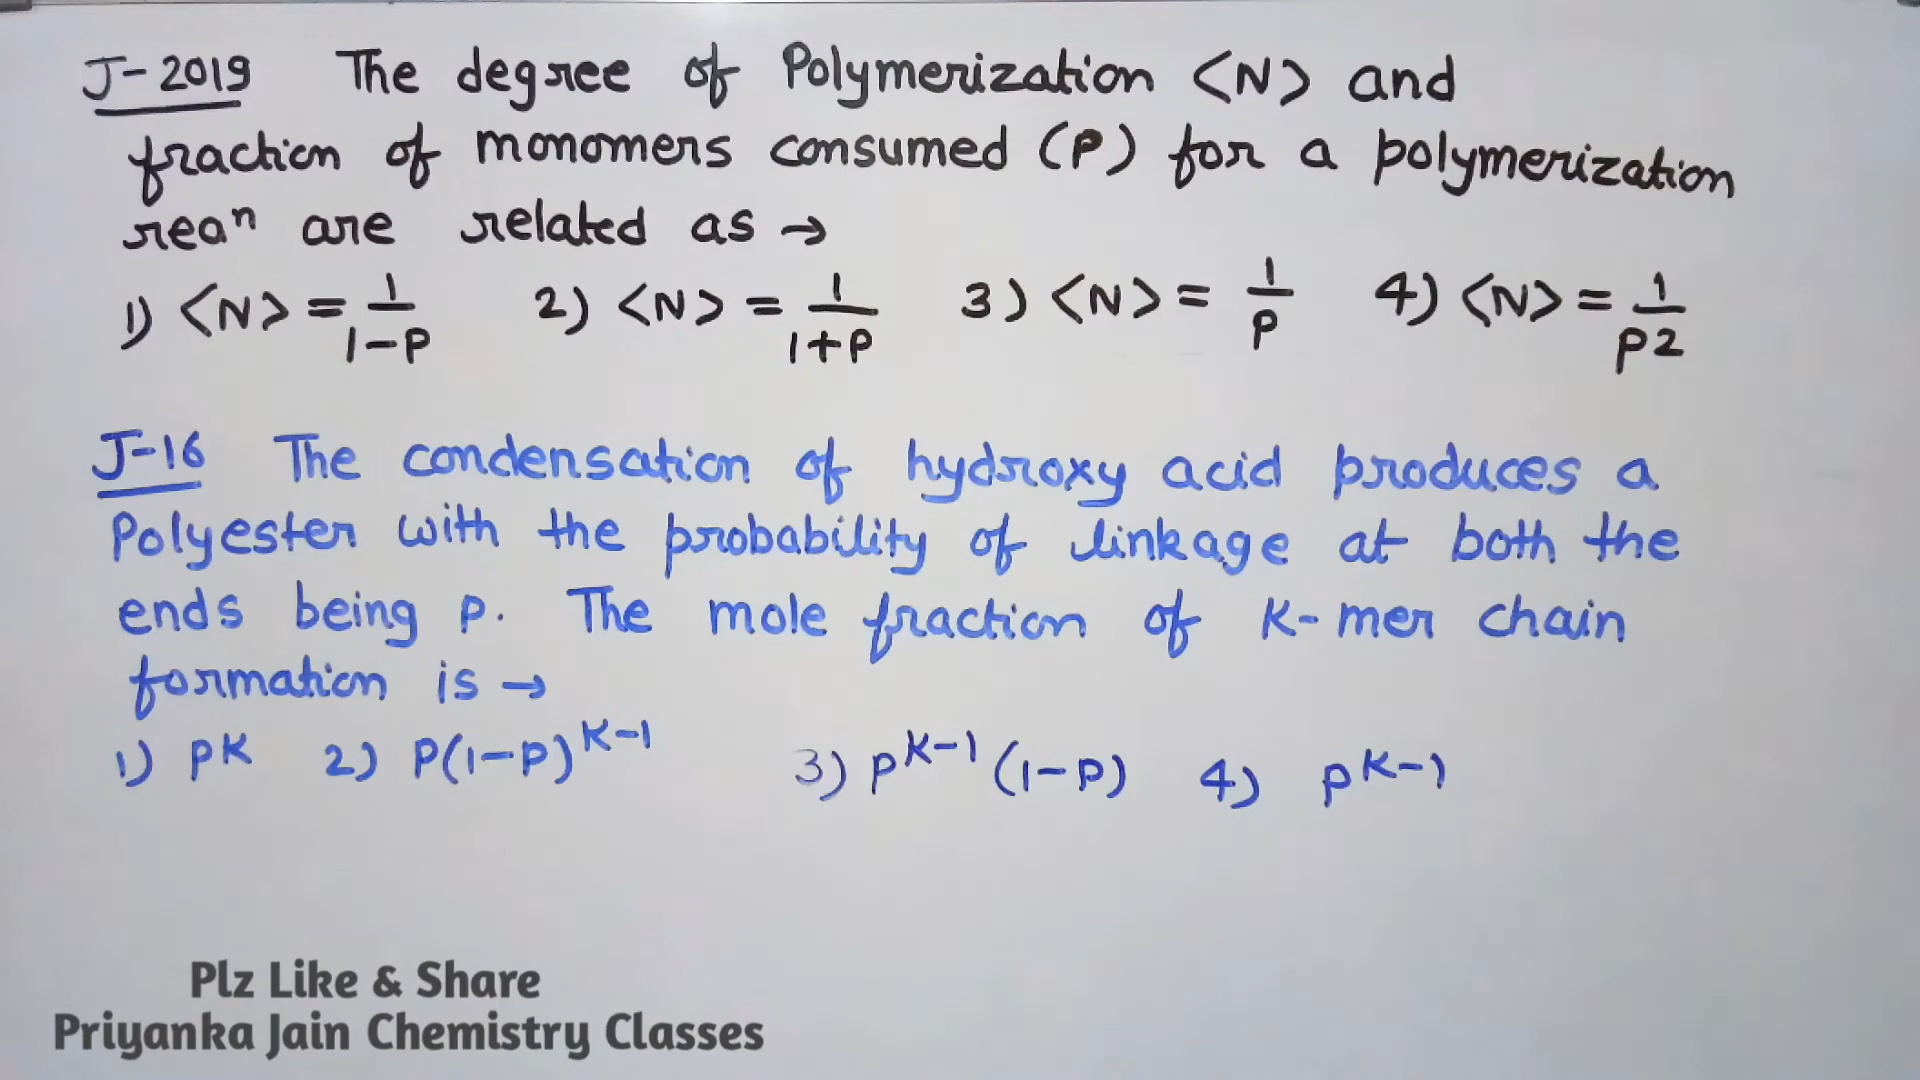 J-2019 The degree of Polymerization <N> and
fraction of monomers consumed (P) for a polymerization
reaⁿ are related as →
1) <N> = 1/1-P 2) <N> = 1/1+P 3) <N> = 1/P 4) <N> = 1/P2
J-16 The condensation of hydroxy acid produces a
Polyester with the probability of linkage at both the
ends being p. The mole fraction of K-mer chain
formation is →
1) PK 2) P(1-P)^K-1 3) P^K-1 (1-P) 4) P^K-1
Plz Like & Share
Priyanka Jain Chemistry Classes